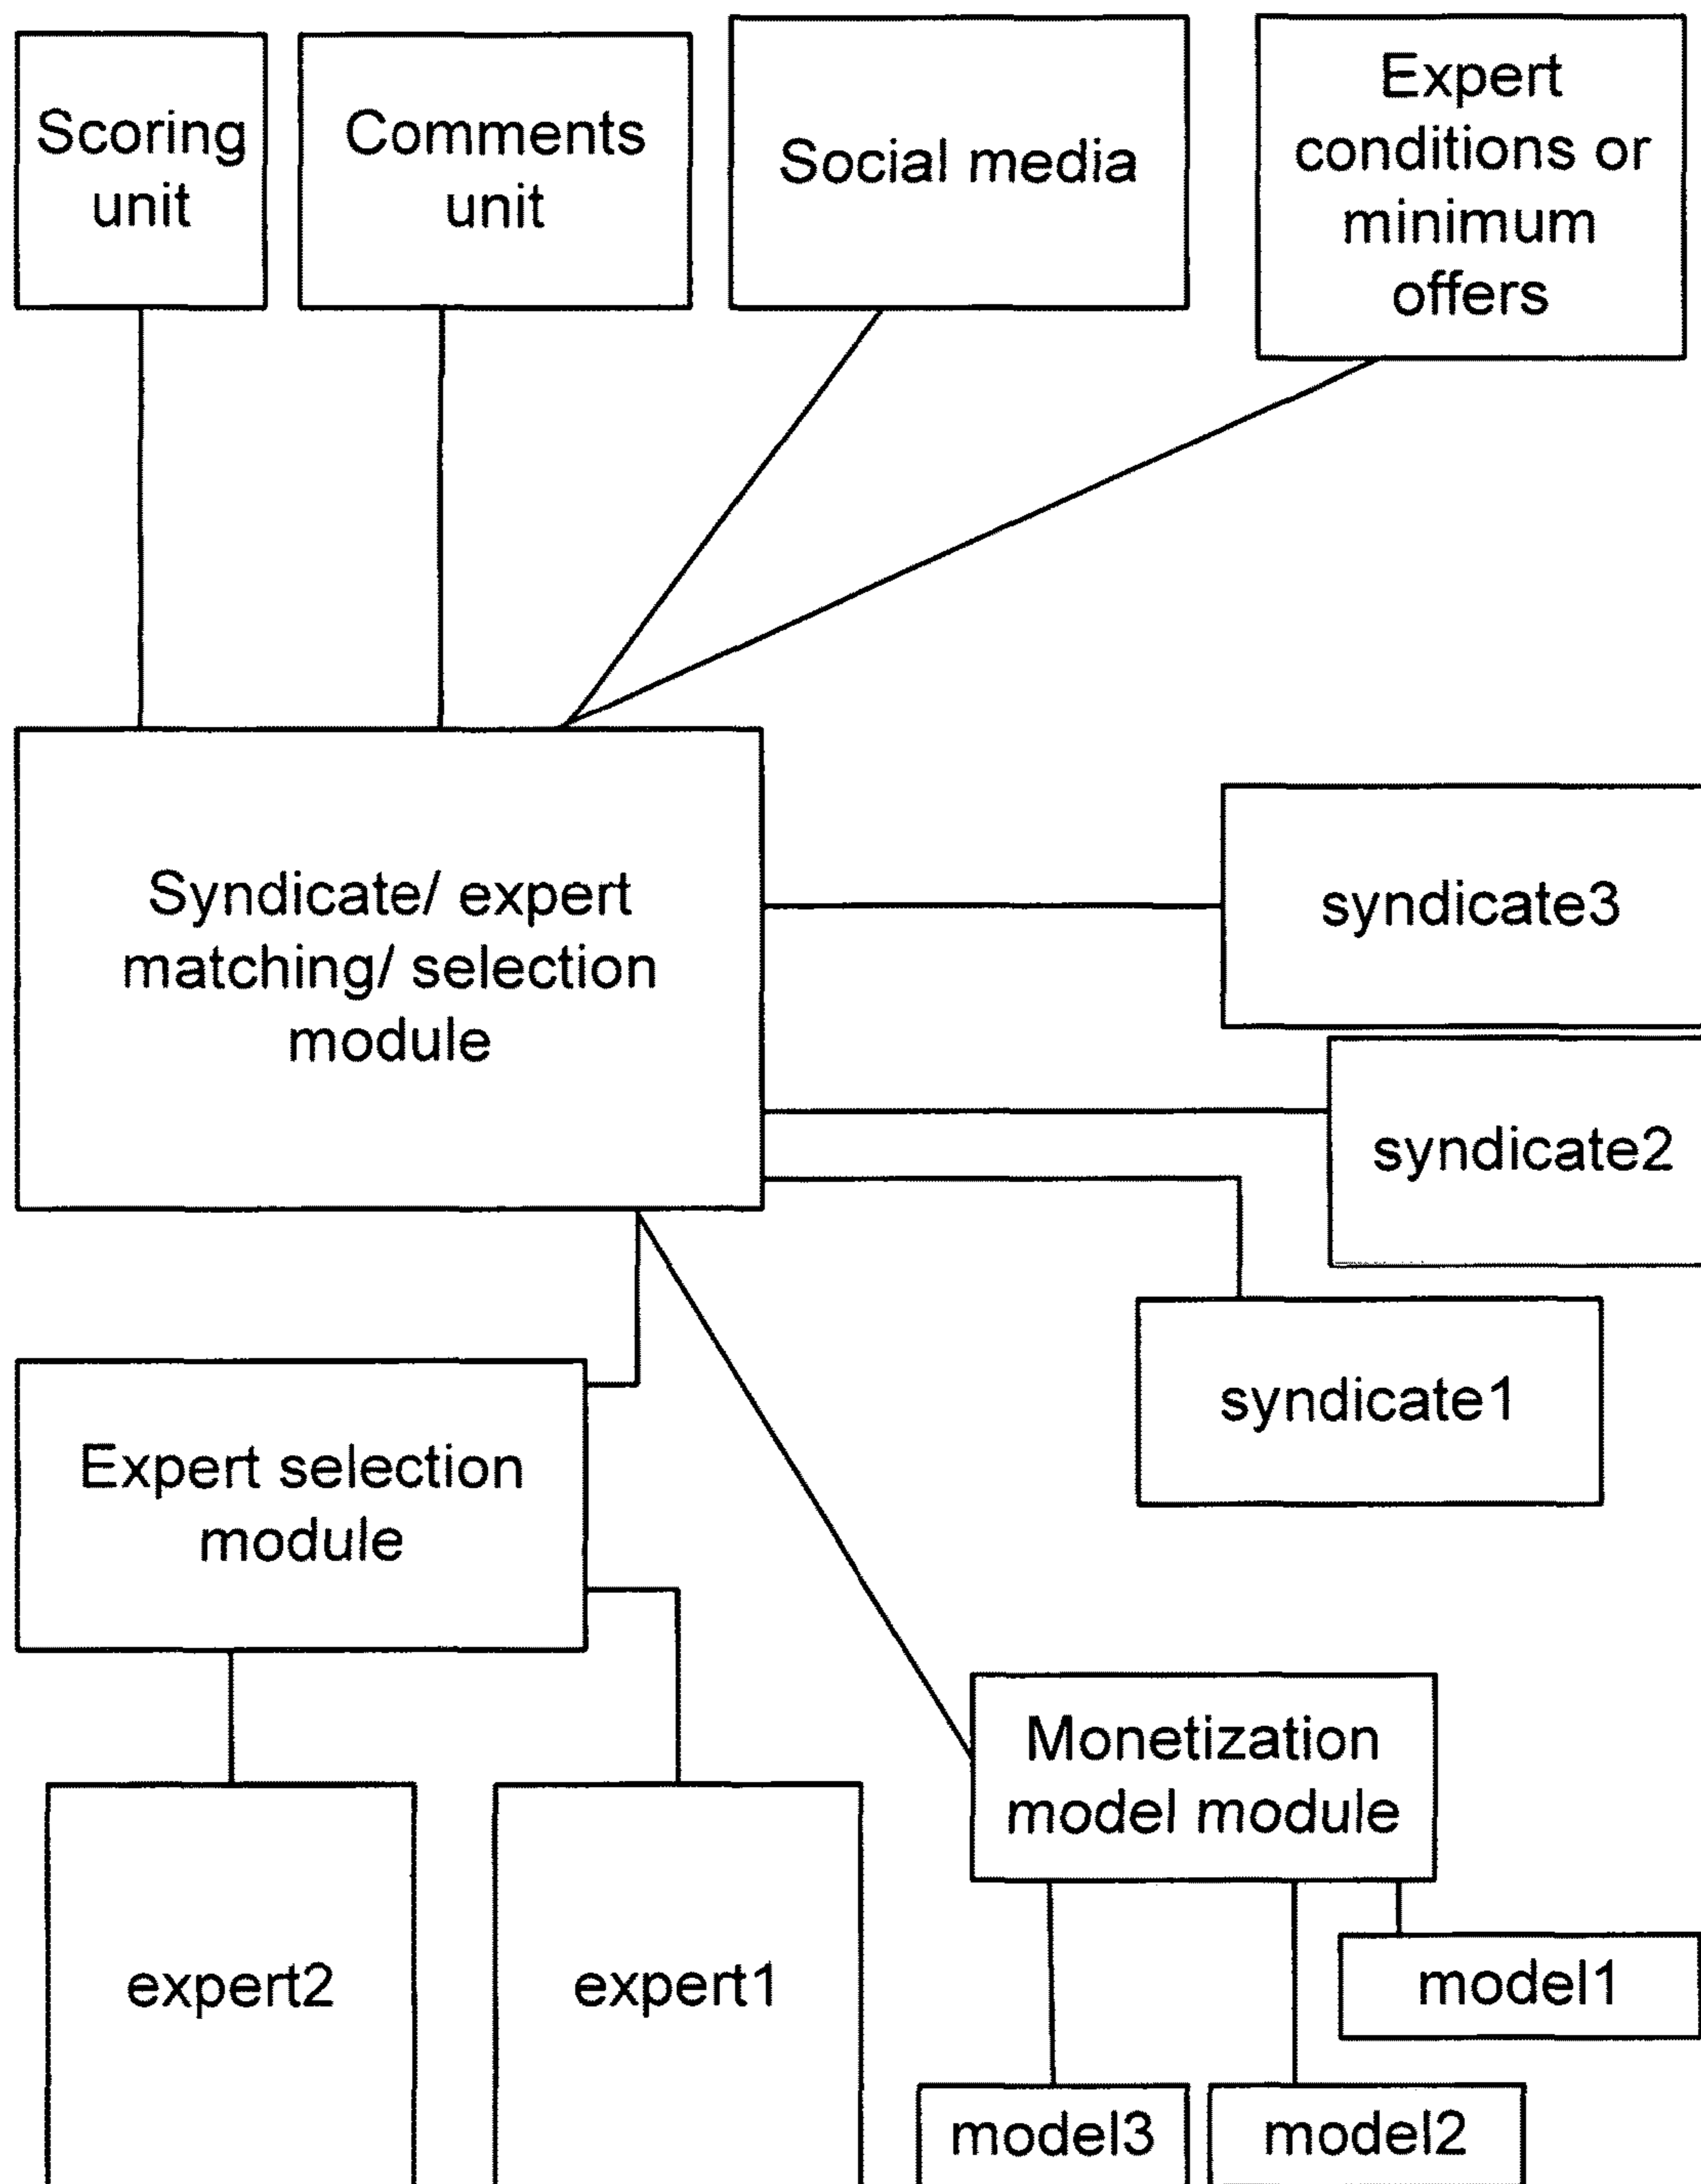 Scoring
unit
Comments
unit
Social media
Expert
conditions or
minimum
offers
Syndicate/ expert
matching/ selection
module
syndicate3
syndicate2
syndicate1
Expert selection
module
Monetization
model module
expert2
expert1
model1
model3
model2